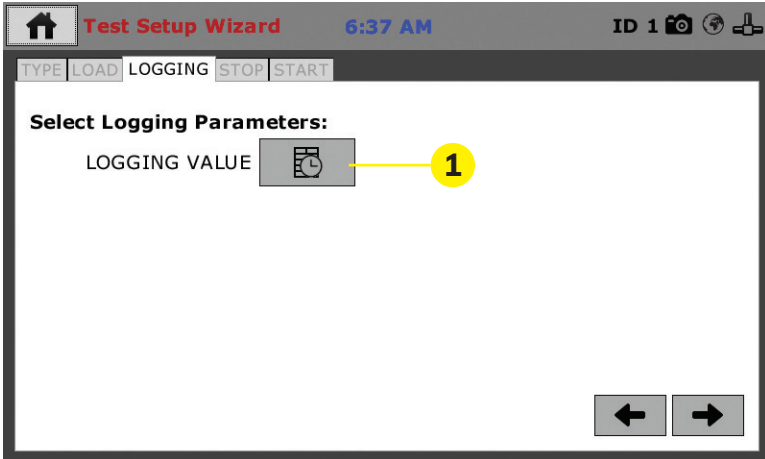 Test Setup Wizard 6:37 AM ID 1
TYPE LOAD LOGGING STOP START
Select Logging Parameters:
LOGGING VALUE 1